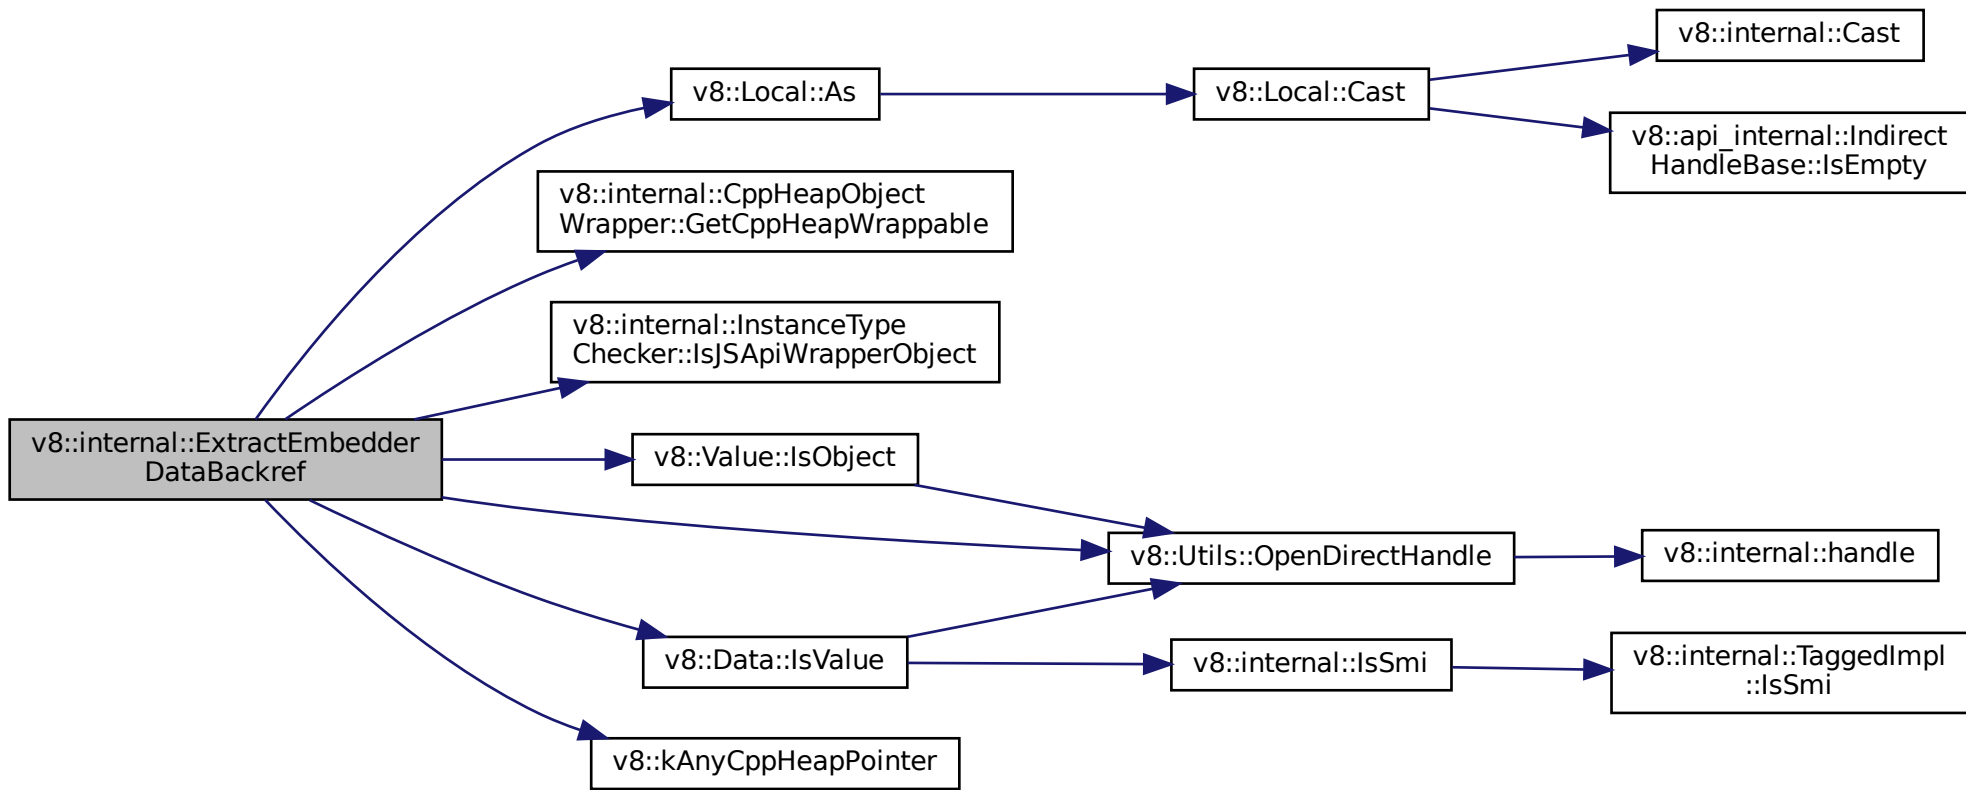 v8::internal::Cast
v8::Local::As
v8::Local::Cast
v8::api_internal::Indirect
HandleBase::IsEmpty
v8::internal::CppHeapObject
Wrapper::GetCppHeapWrappable
v8::internal::InstanceType
Checker::IsJSApiWrapperObject
v8::internal::ExtractEmbedder
DataBackref
v8::Value::IsObject
v8::Utils::OpenDirectHandle
v8::internal::handle
v8::Data::IsValue
v8::internal::IsSmi
v8::internal::TaggedImpl
::IsSmi
v8::kAnyCppHeapPointer